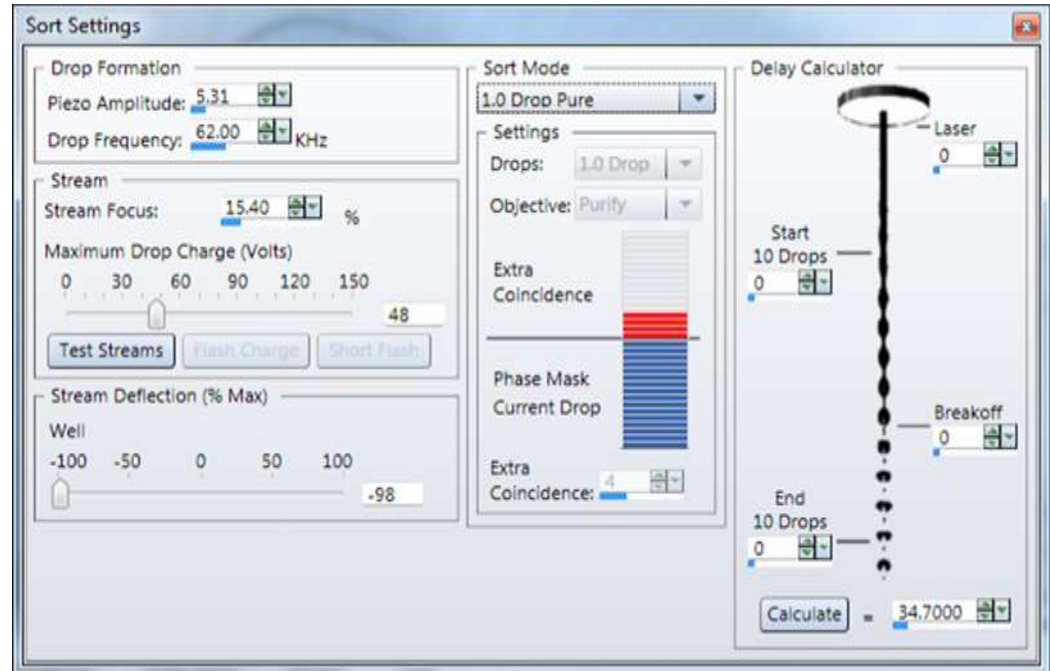 Sort Settings
Drop Formation
Piezo Amplitude: 5.31
Drop Frequency: 62.00 KHz
Stream
Stream Focus: 15.40 %
Maximum Drop Charge (Volts)
0 30 60 90 120 150
48
Test Streams Flash Charge Short Flash
Stream Deflection (% Max)
Well
-100 -50 0 50 100
-98
Sort Mode
1.0 Drop Pure
Settings
Drops: 1.0 Drop
Objective: Purify
Extra
Coincidence
Phase Mask
Current Drop
Extra
Coincidence: 4
Delay Calculator
Laser
0
Start
10 Drops
0
Breakoff
0
End
10 Drops
0
Calculate = 34.7000